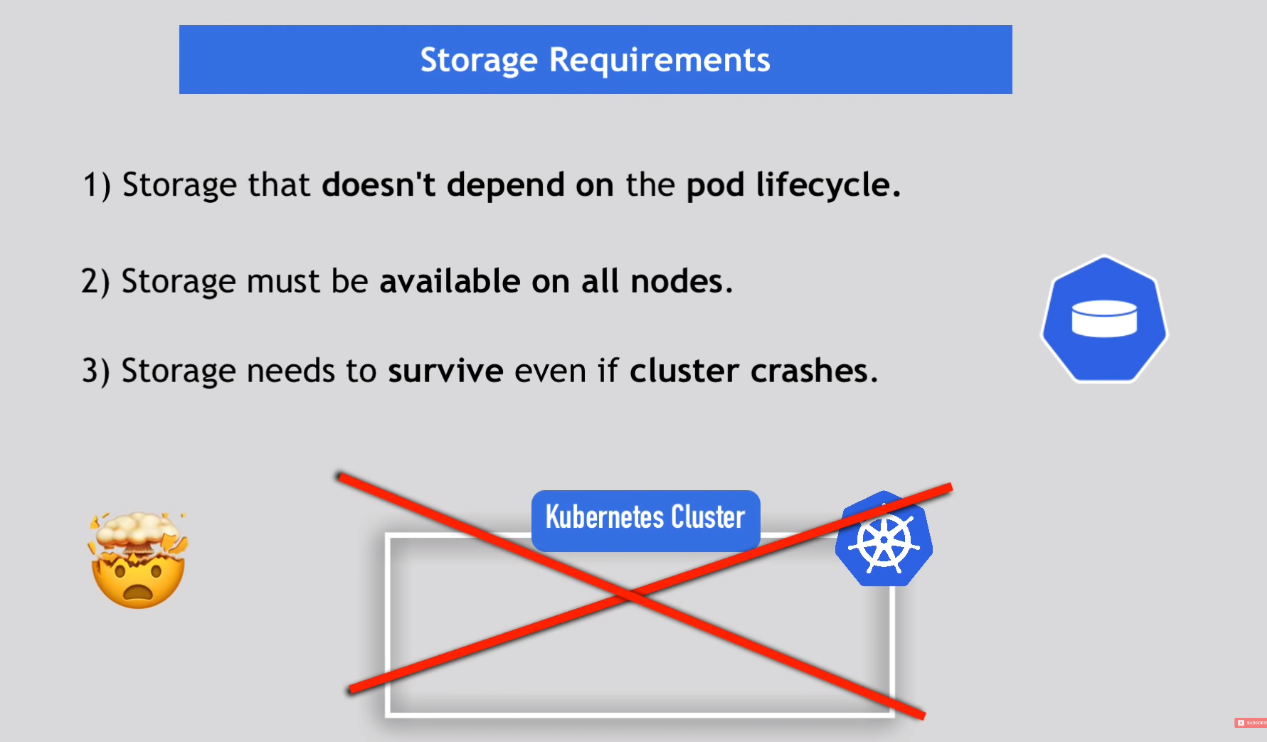 Storage Requirements
1) Storage that doesn't depend on the pod lifecycle.
2) Storage must be available on all nodes.
3) Storage needs to survive even if cluster crashes.
Kubernetes Cluster